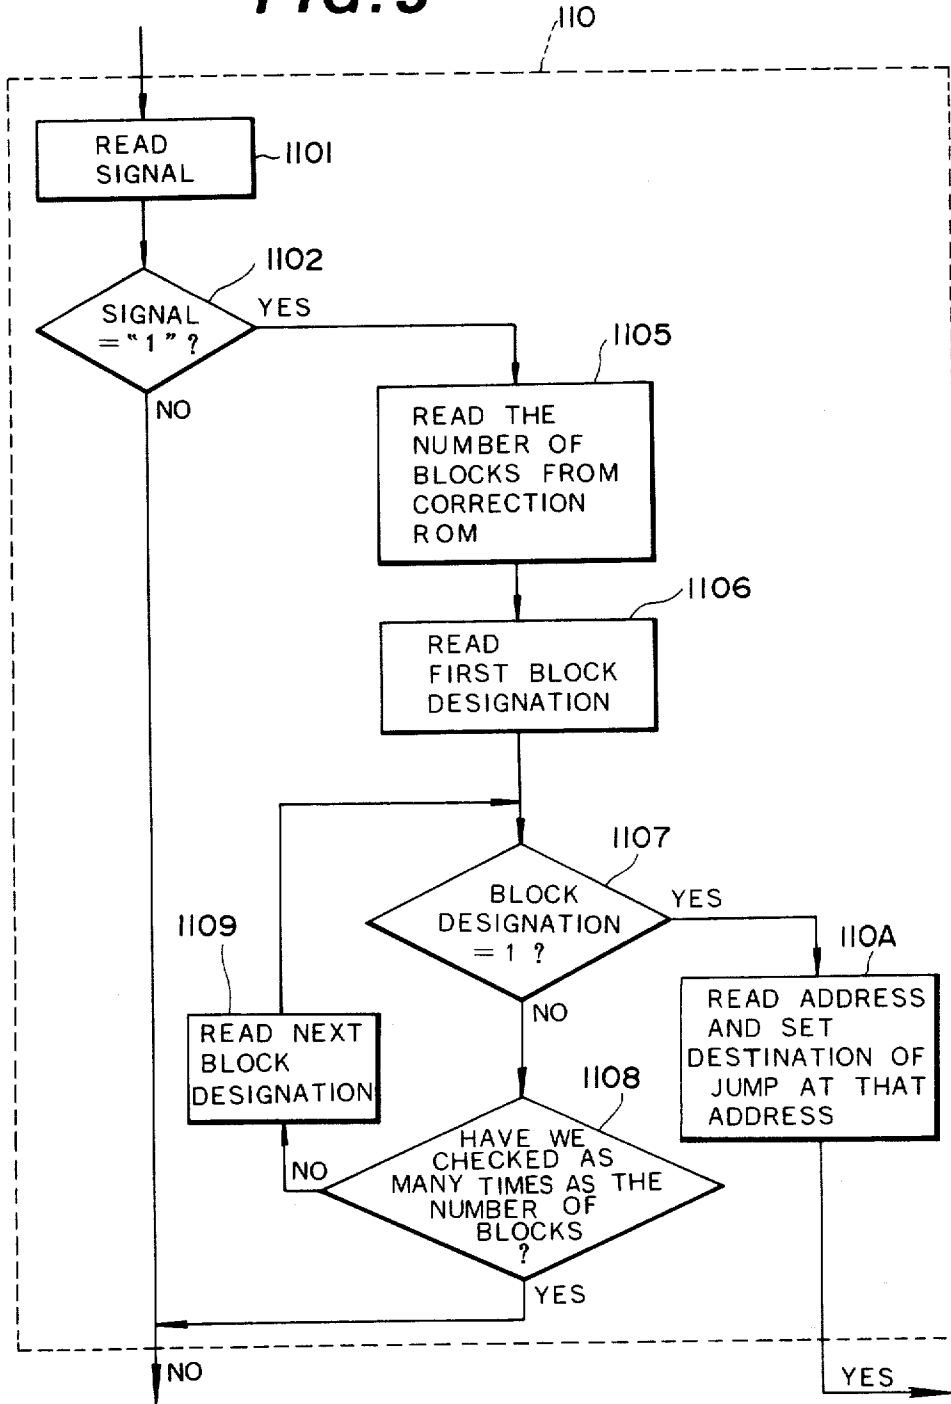 FIG. 5
110
READ
SIGNAL
1101
1102
SIGNAL
= "1" ?
YES
NO
1105
READ THE
NUMBER OF
BLOCKS FROM
CORRECTION
ROM
1106
READ
FIRST BLOCK
DESIGNATION
1107
BLOCK
DESIGNATION
= 1 ?
YES
NO
1109
READ NEXT
BLOCK
DESIGNATION
110A
READ ADDRESS
AND SET
DESTINATION OF
JUMP AT THAT
ADDRESS
1108
HAVE WE
CHECKED AS
MANY TIMES AS THE
NUMBER OF
BLOCKS
?
NO
YES
NO
YES